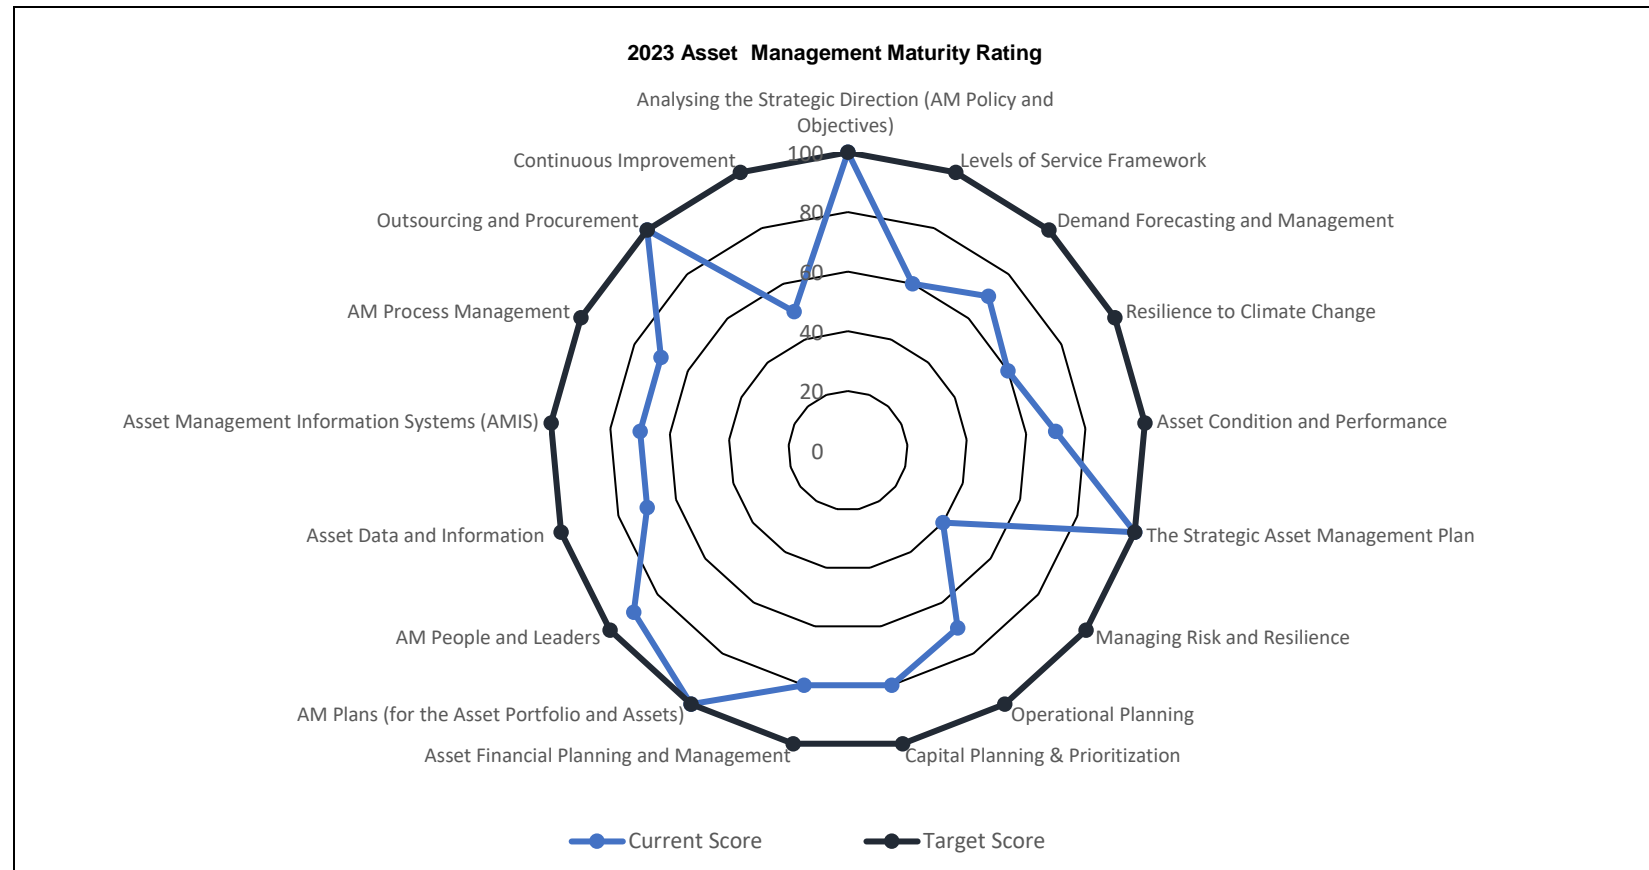 2023 Asset  Management Maturity Rating
Analysing the Strategic Direction (AM Policy and
Objectives)
100
Continuous Improvement
Levels of Service Framework
Outsourcing and Procurement
80
Demand Forecasting and Management
60
AM Process Management
40
Resilience to Climate Change
20
Asset Management Information Systems (AMIS)
0
Asset Condition and Performance
Asset Data and Information
The Strategic Asset Management Plan
AM People and Leaders
Managing Risk and Resilience
AM Plans (for the Asset Portfolio and Assets)
Operational Planning
Asset Financial Planning and Management
Capital Planning & Prioritization
Current Score
Target Score